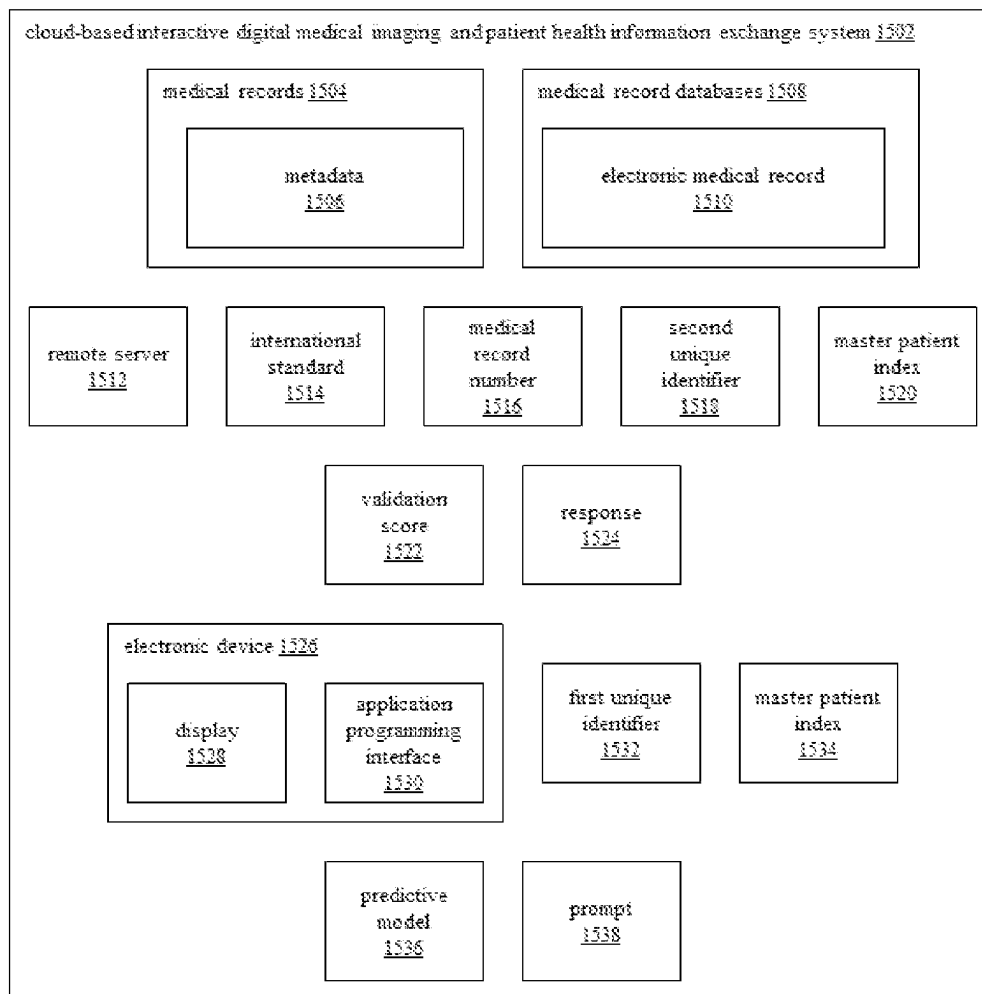 cloud-based interactive digital medical imaging and patient health information exchange system 1502
medical records 1504
medical record databases 1508
metadata
1506
electronic medical record
1510
remote server
1512
international
standard
1514
medical
record
number
1516
second
unique
identifier
1518
master patient
index
1520
validation
score
1522
response
1524
electronic device 1526
display
1528
application
programming
interface
1530
first unique
identifier
1532
master patient
index
1534
predictive
model
1536
prompt
1538